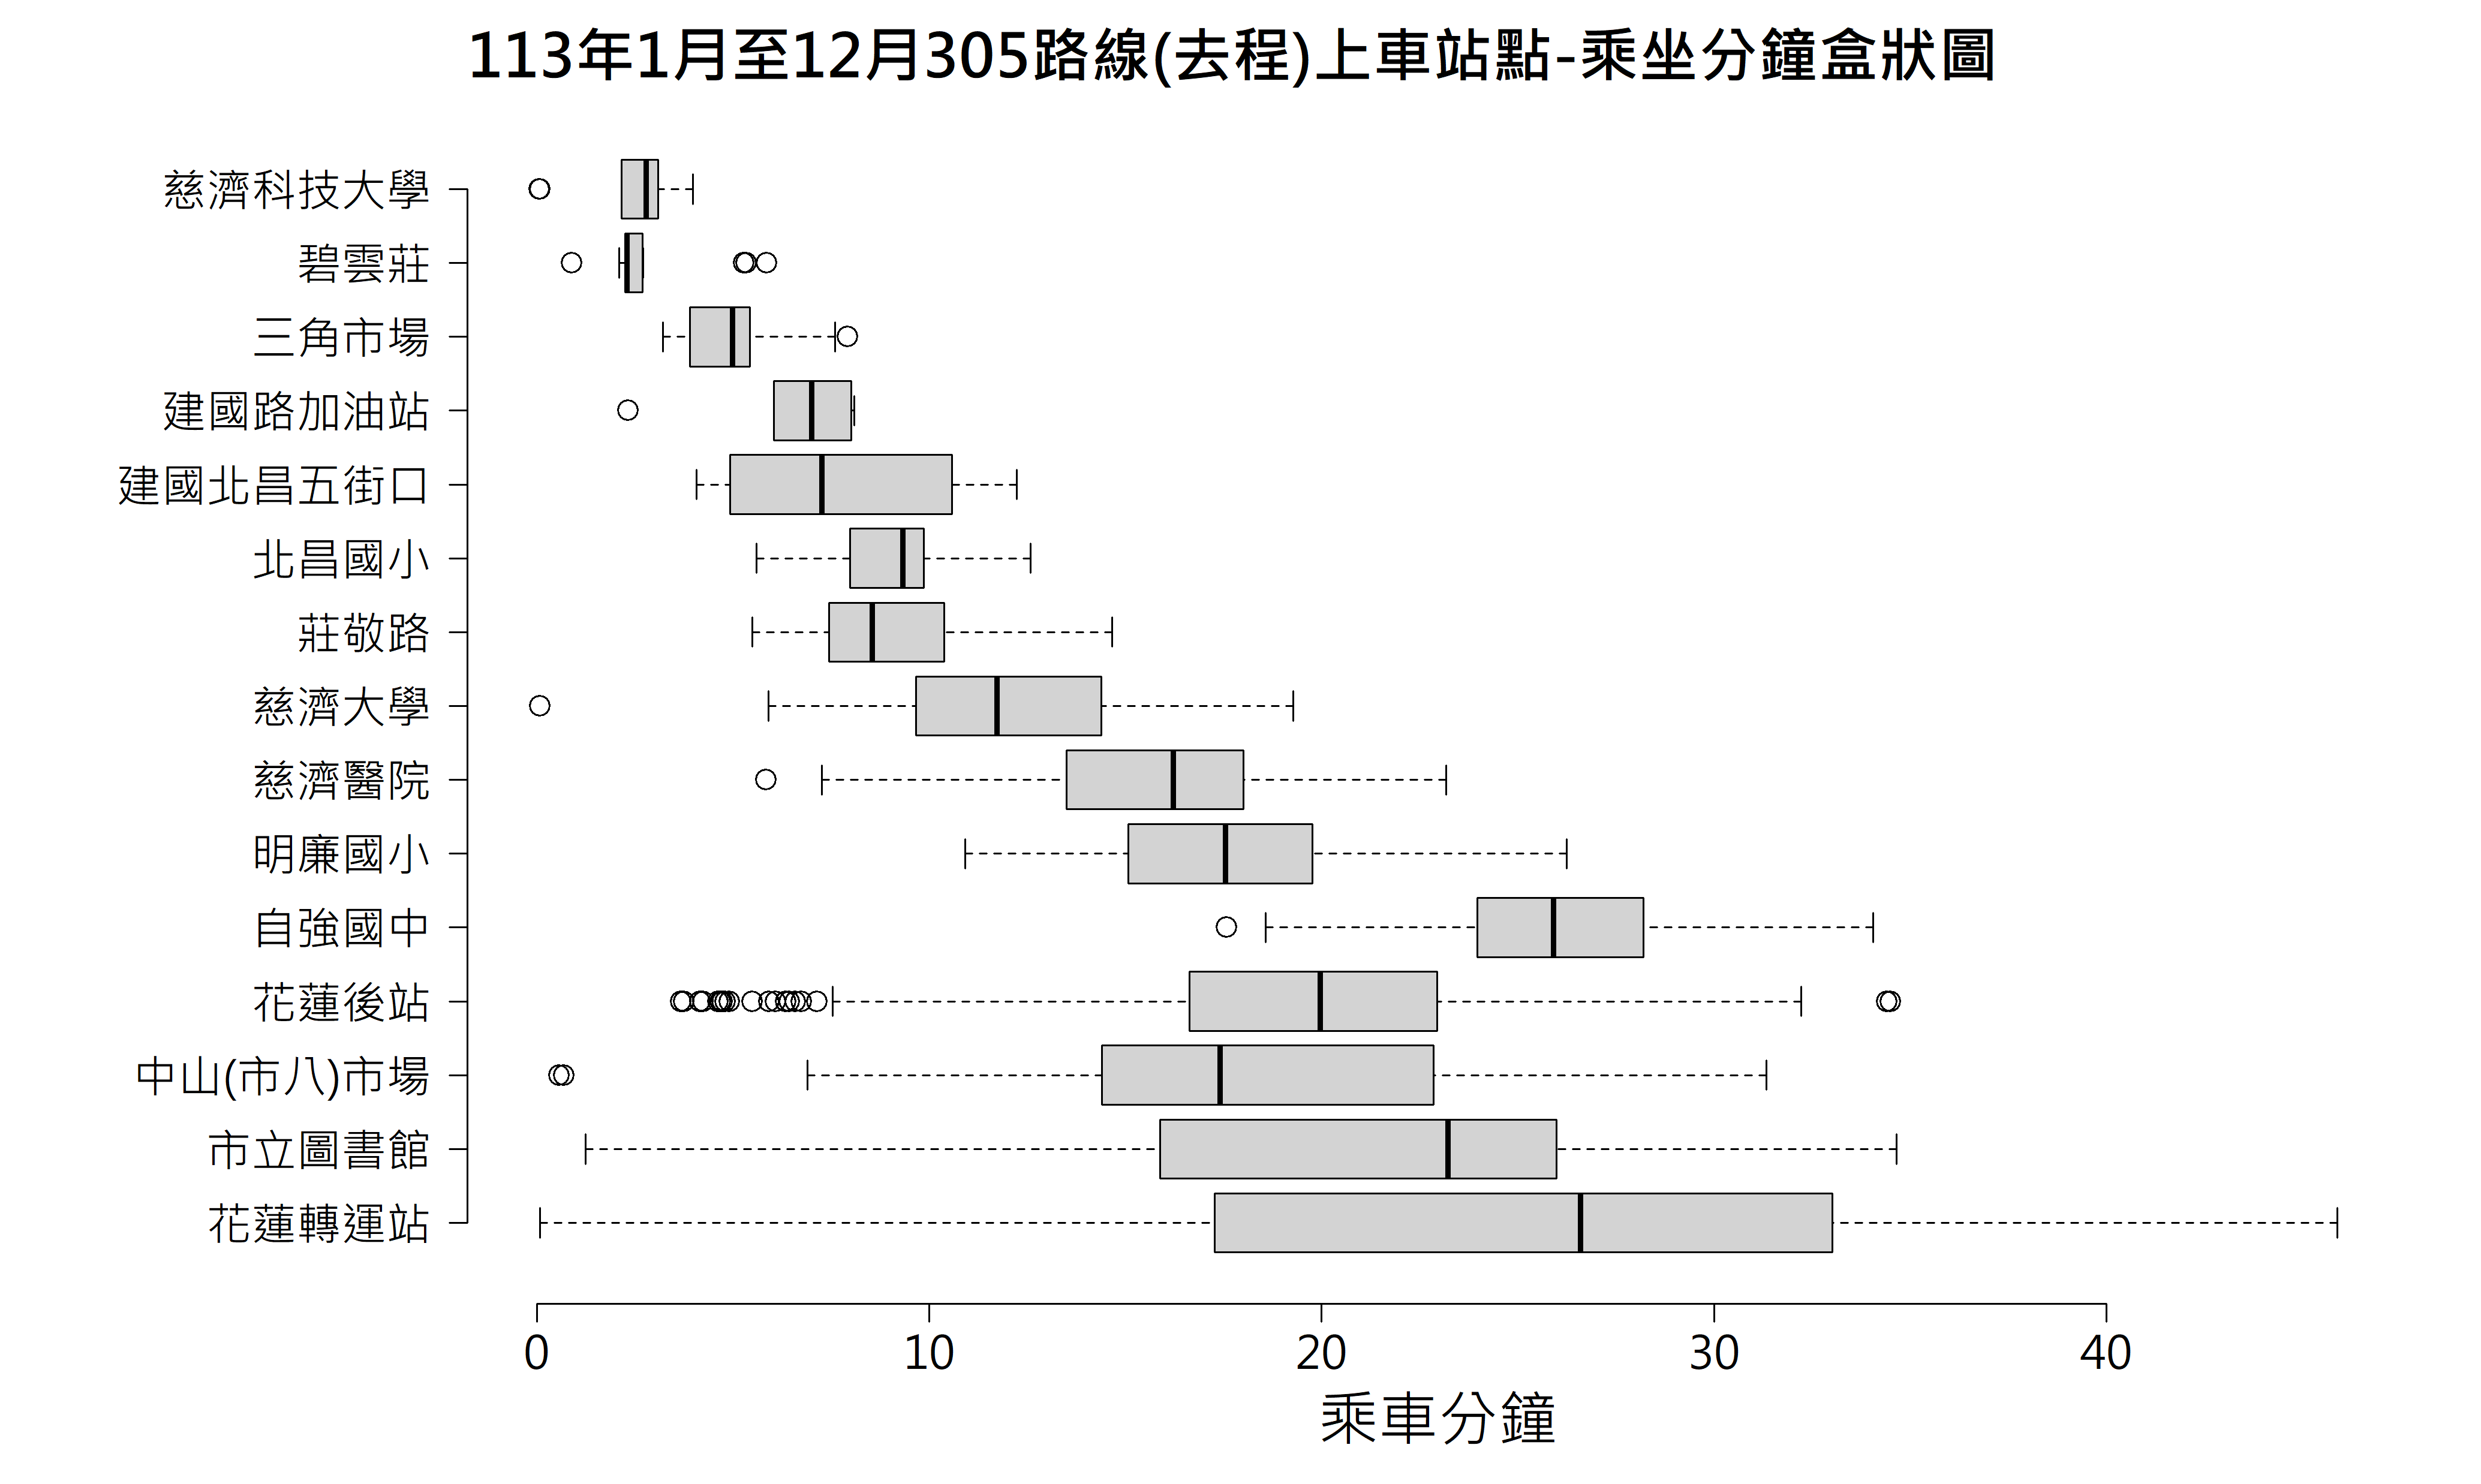 113年1月至12月305路線(去程)上車站點-乘坐分鐘盒狀圖
慈濟科技大學
碧雲莊
三角市場
建國路加油站
建國北昌五街口
北昌國小
莊敬路
慈濟大學
慈濟醫院
明廉國小
自強國中
花蓮後站
中山(市八)市場
市立圖書館
花蓮轉運站
0 10 20 30 40
乘車分鐘